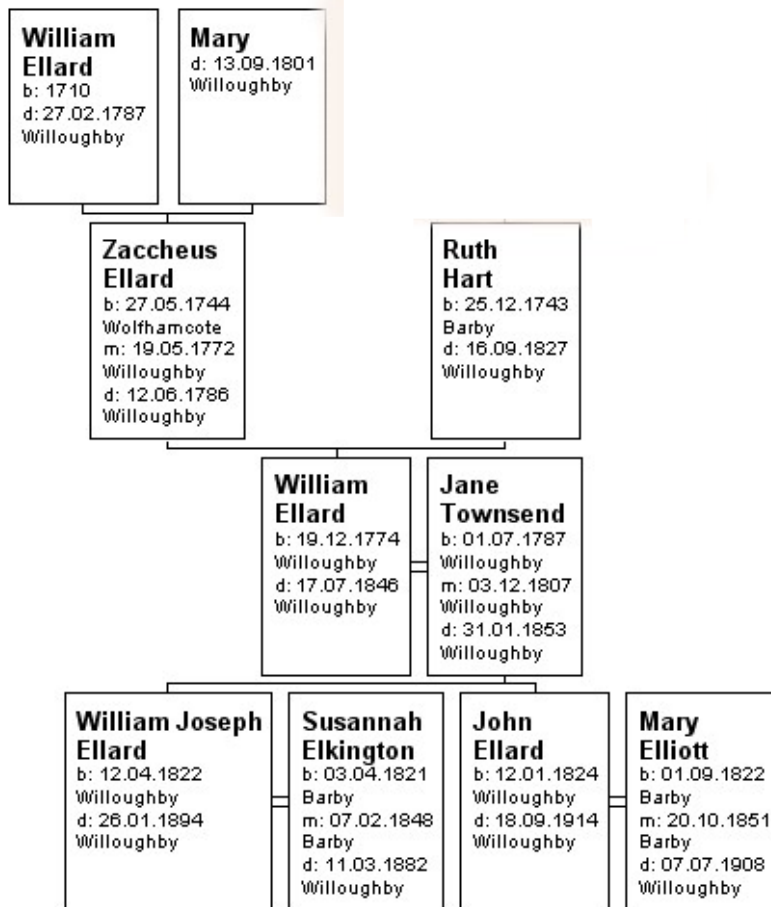 William
Ellard
b: 1710
d: 27.02.1787
Willoughby
Mary
d: 13.09.1801
Willoughby
Zaccheus
Ellard
b: 27.05.1744
Wolfhamcote
m: 19.05.1772
Willoughby
d: 12.06.1786
Willoughby
Ruth
Hart
b: 25.12.1743
Barby
d: 16.09.1827
Willoughby
William
Ellard
b: 19.12.1774
Willoughby
d: 17.07.1846
Willoughby
Jane
Townsend
b: 01.07.1787
Willoughby
m: 03.12.1807
Willoughby
d: 31.01.1853
Willoughby
William Joseph
Ellard
b: 12.04.1822
Willoughby
d: 26.01.1894
Willoughby
Susannah
Elkington
b: 03.04.1821
Barby
m: 07.02.1848
Barby
d: 11.03.1882
Willoughby
John
Ellard
b: 12.01.1824
Willoughby
d: 18.09.1914
Willoughby
Mary
Elliott
b: 01.09.1822
Barby
m: 20.10.1851
Barby
d: 07.07.1908
Willoughby